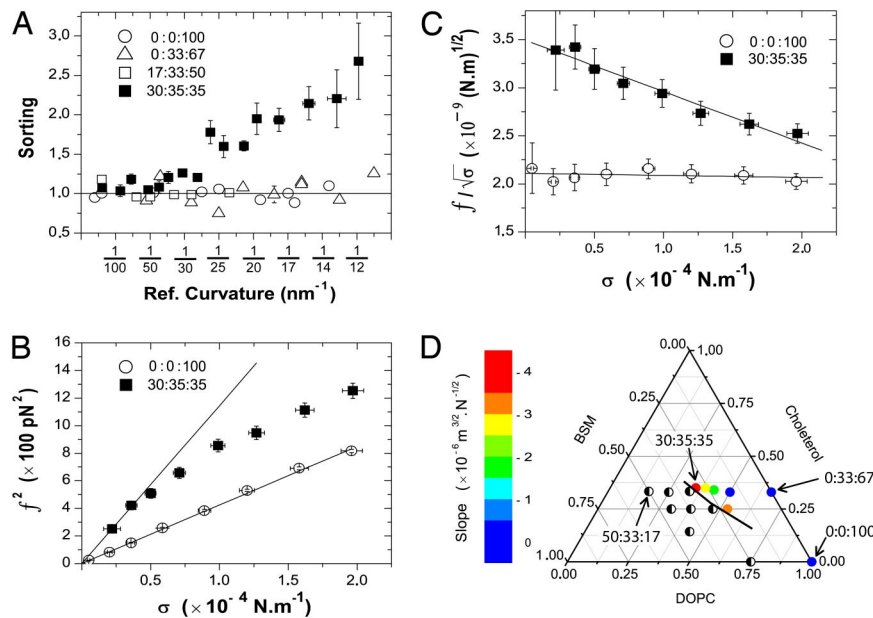 A
0:0:100
0:33:67
17:33:50
30:35:35
Sorting
3.0
2.5
2.0
1.5
1.0
0.5
1 1 1 1 1 1 1 1
100 50 30 25 20 17 14 12
Ref. Curvature (nm⁻¹)
B
0:0:100
30:35:35
f² (×100 pN²)
16
14
12
10
8
6
4
2
0
0.0 0.5 1.0 1.5 2.0
σ (×10⁻⁴ N.m⁻¹)
C
0:0:100
30:35:35
f/√σ (×10⁻⁹ (N.m)^1/2)
3.5
3.0
2.5
2.0
1.5
0.5 1.0 1.5 2.0
σ (×10⁻⁴ N.m⁻¹)
D
Slope (×10⁻⁶ m^3/2.N^-1/2)
- 4
- 3
- 2
- 1
0
0.00
1.00
0.25
0.75
BSM
Choleterol
30:35:35
0.50
0.50
0:33:67
0.75
0.25
50:33:17
0:0:100
1.00
0.00
0.00 0.25 0.50 0.75 1.00
DOPC